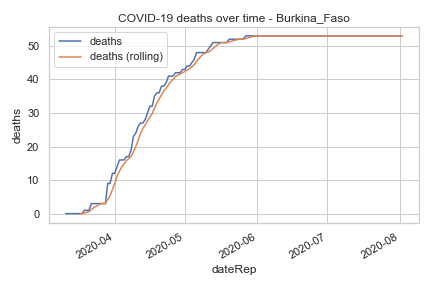 COVID-19 deaths over time - Burkina_Faso
deaths
deaths (rolling)
deaths
50
40
30
20
10
0
2020-04
2020-05
2020-06
2020-07
2020-08
dateRep